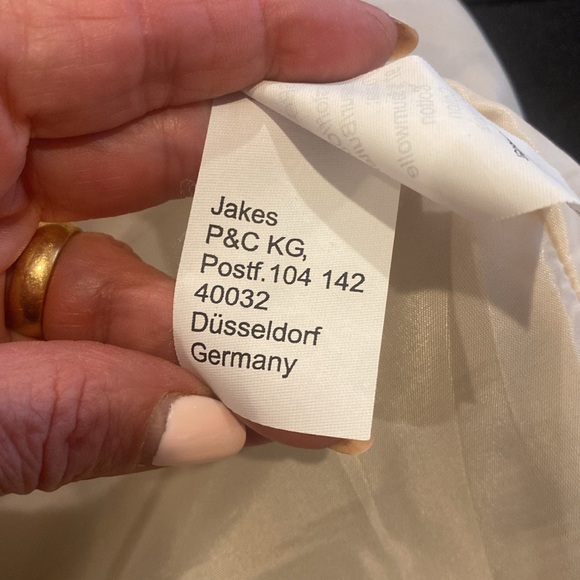 Jakes
P&C KG,
Postf.104 142
40032
Düsseldorf
Germany